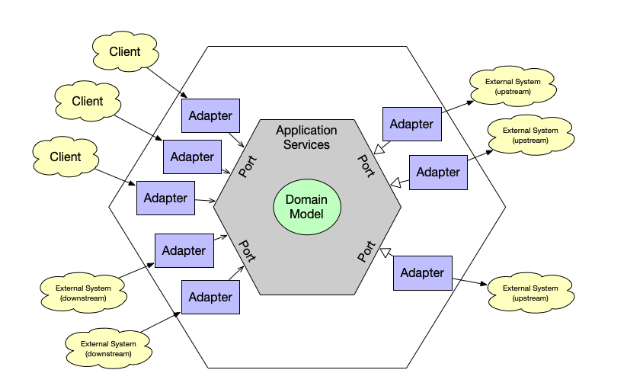 Client
Client
Client
External System
(downstream)
External System
(downstream)
Adapter
Adapter
Adapter
Adapter
Adapter
Port
Port
Application
Services
Domain
Model
Port
Port
Adapter
Adapter
Adapter
External System
(upstream)
External System
(upstream)
External System
(upstream)